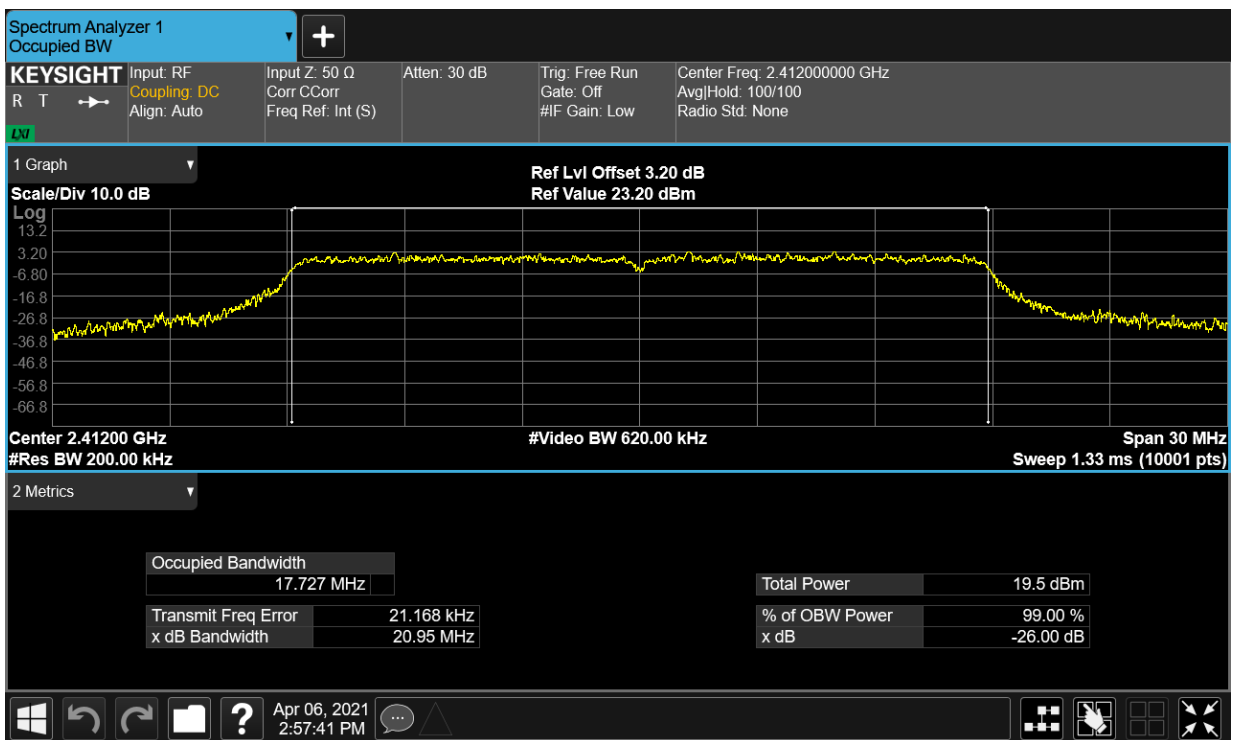 Spectrum Analyzer 1
Occupied BW
KEYSIGHT
R T
LXI
Input: RF
Coupling: DC
Align: Auto
Input Z: 50 Ω
Corr CCorr
Freq Ref: Int (S)
Atten: 30 dB
Trig: Free Run
Gate: Off
#IF Gain: Low
Center Freq: 2.412000000 GHz
Avg|Hold: 100/100
Radio Std: None
1 Graph
Scale/Div 10.0 dB
Ref Lvl Offset 3.20 dB
Ref Value 23.20 dBm
Log
13.2
3.20
-6.80
-16.8
-26.8
-36.8
-46.8
-56.8
-66.8
Center 2.41200 GHz
#Res BW 200.00 kHz
#Video BW 620.00 kHz
Span 30 MHz
Sweep 1.33 ms (10001 pts)
2 Metrics
Occupied Bandwidth
17.727 MHz
Transmit Freq Error 21.168 kHz
x dB Bandwidth 20.95 MHz
Total Power 19.5 dBm
% of OBW Power 99.00 %
x dB -26.00 dB
?
Apr 06, 2021
2:57:41 PM